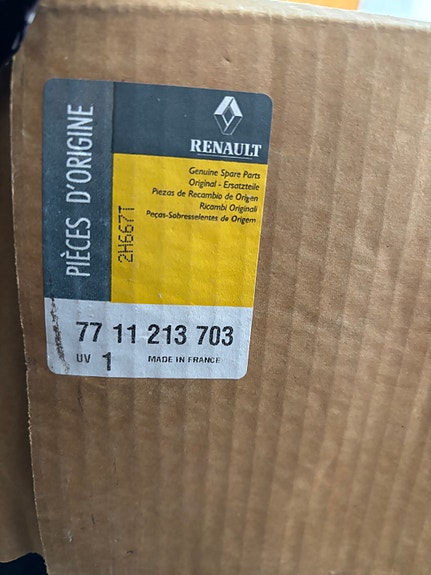 PIÈCES D'ORIGINE
RENAULT
Genuine Spare Parts
Original - Ersatzteile
Piezas de Recambio de Origen
Ricambi Originali
Peças-Sobresselentes de Origem
2H667T
77 11 213 703
UV 1 MADE IN FRANCE